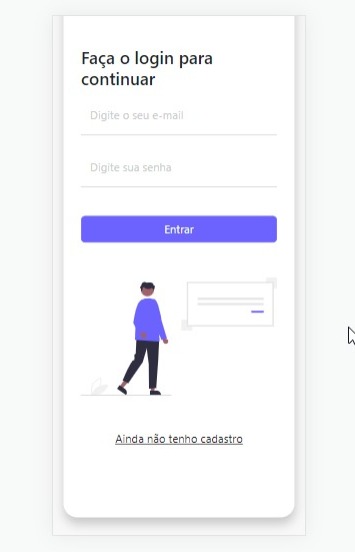 Faça o login para
continuar
Digite o seu e-mail
Digite sua senha
Entrar
Ainda não tenho cadastro